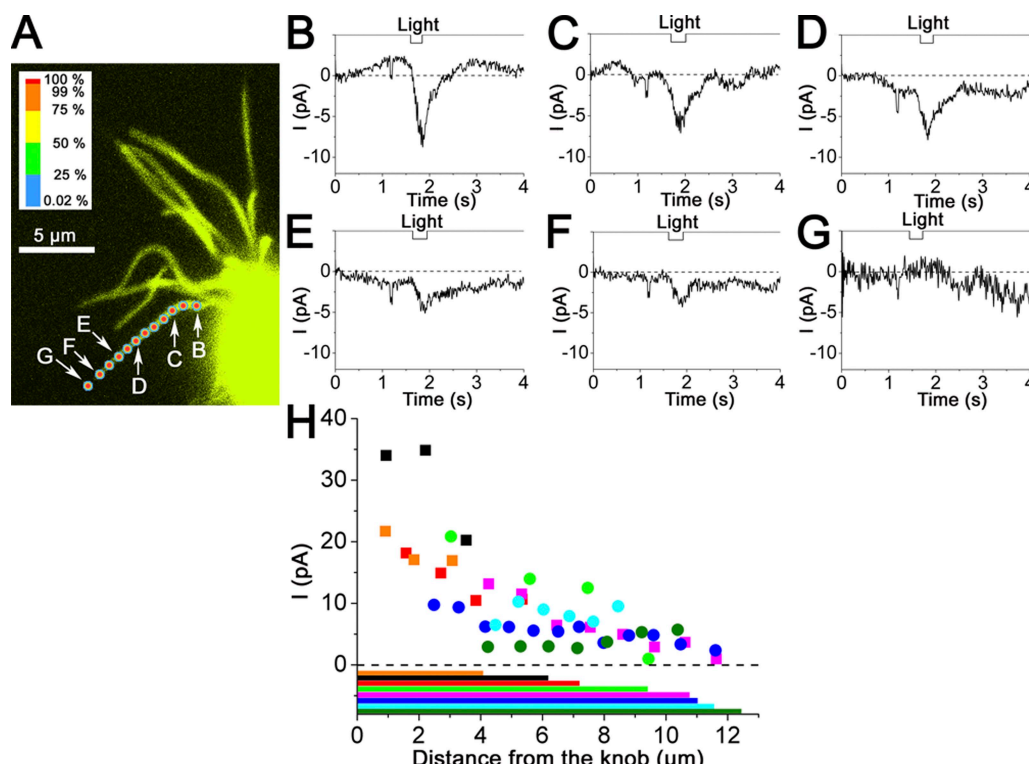 A
100 %
99 %
75 %
50 %
25 %
0.02 %
5 µm
E
F
G
D
C
B
B
Light
I (pA)
0
-5
-10
0 1 2 3 4
Time (s)
C
Light
I (pA)
0
-5
-10
0 1 2 3 4
Time (s)
D
Light
I (pA)
0
-5
-10
0 1 2 3 4
Time (s)
E
Light
I (pA)
0
-5
-10
0 1 2 3 4
Time (s)
F
Light
I (pA)
0
-5
-10
0 1 2 3 4
Time (s)
G
Light
I (pA)
0
-5
-10
0 1 2 3 4
Time (s)
H
I (pA)
40
30
20
10
0
0 2 4 6 8 10 12
Distance from the knob (µm)